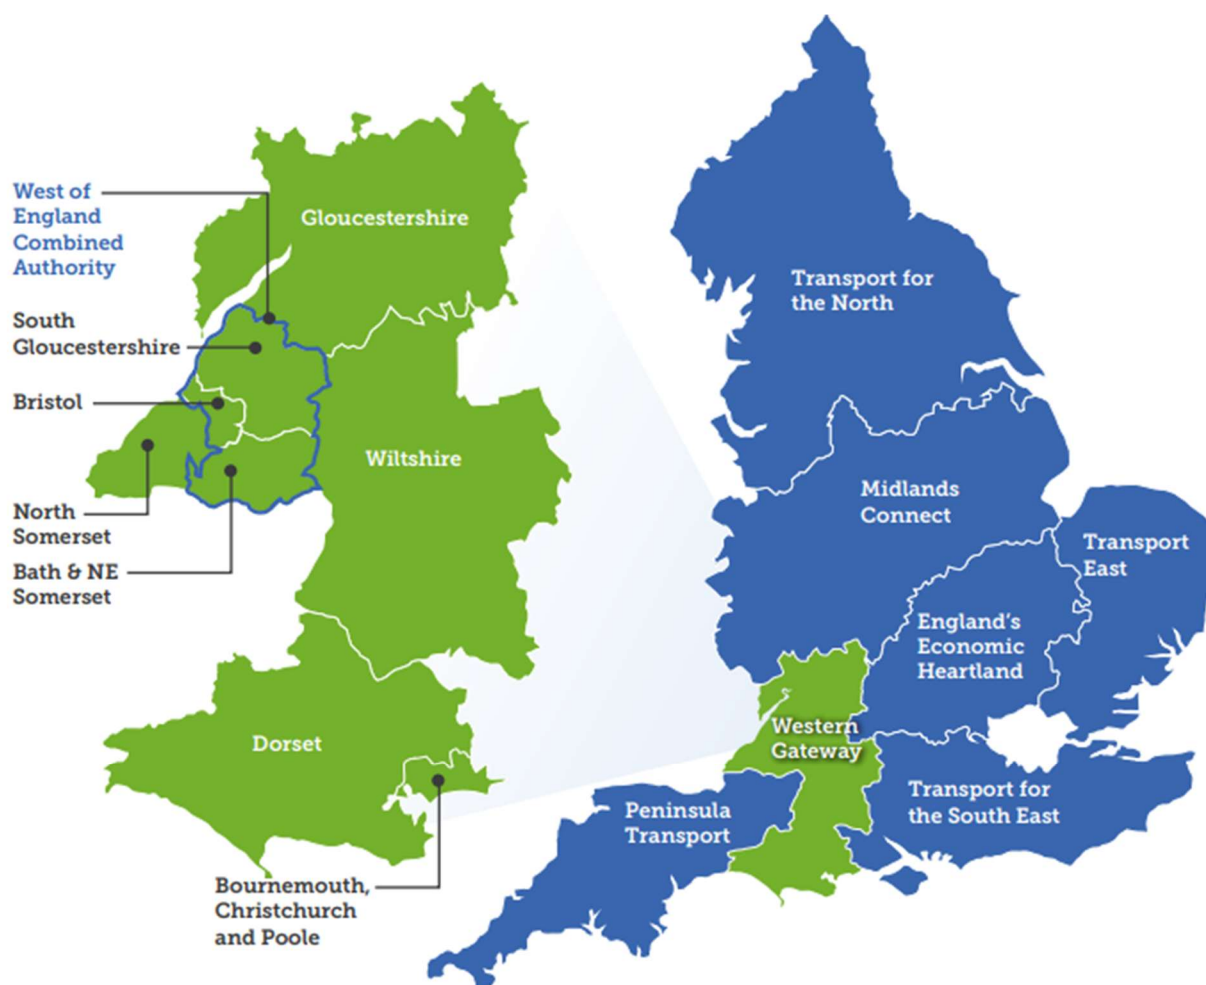 West of
England
Combined
Authority
South
Gloucestershire
Bristol
North
Somerset
Bath & NE
Somerset
Gloucestershire
Wiltshire
Dorset
Bournemouth,
Christchurch
and Poole
Transport for
the North
Midlands
Connect
Transport
East
England's
Economic
Heartland
Western
Gateway
Transport for
the South East
Peninsula
Transport